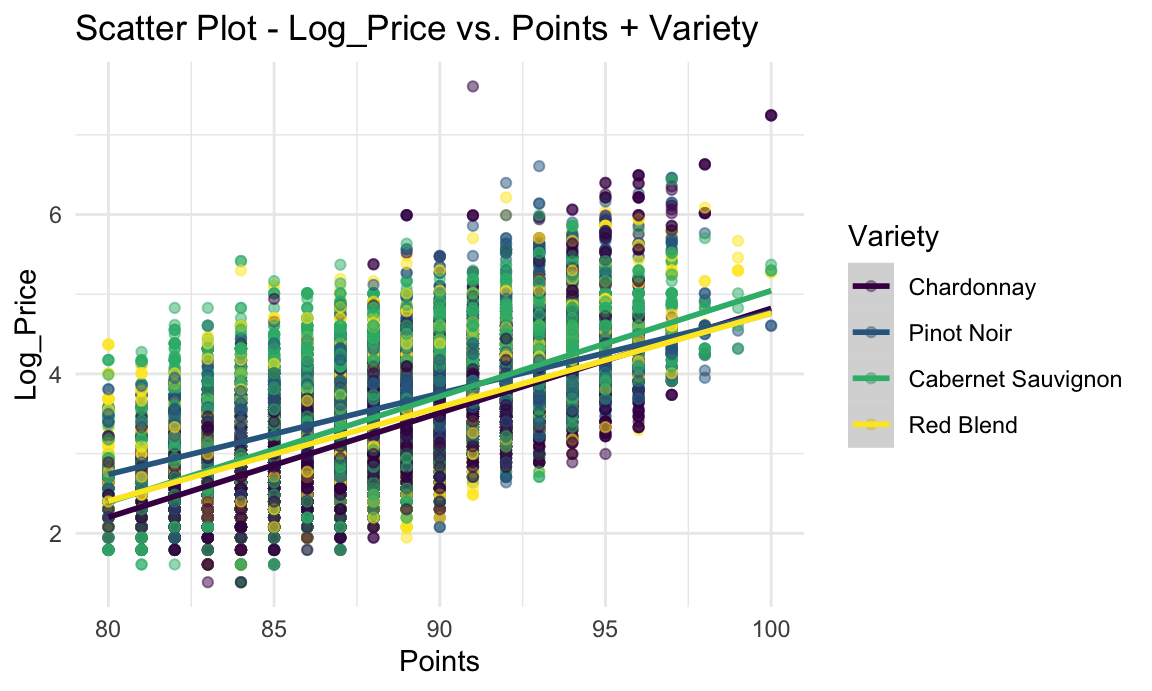 Scatter Plot - Log_Price vs. Points + Variety
Log_Price
6
4
2
80
85
90
95
100
Points
Variety
Chardonnay
Pinot Noir
Cabernet Sauvignon
Red Blend